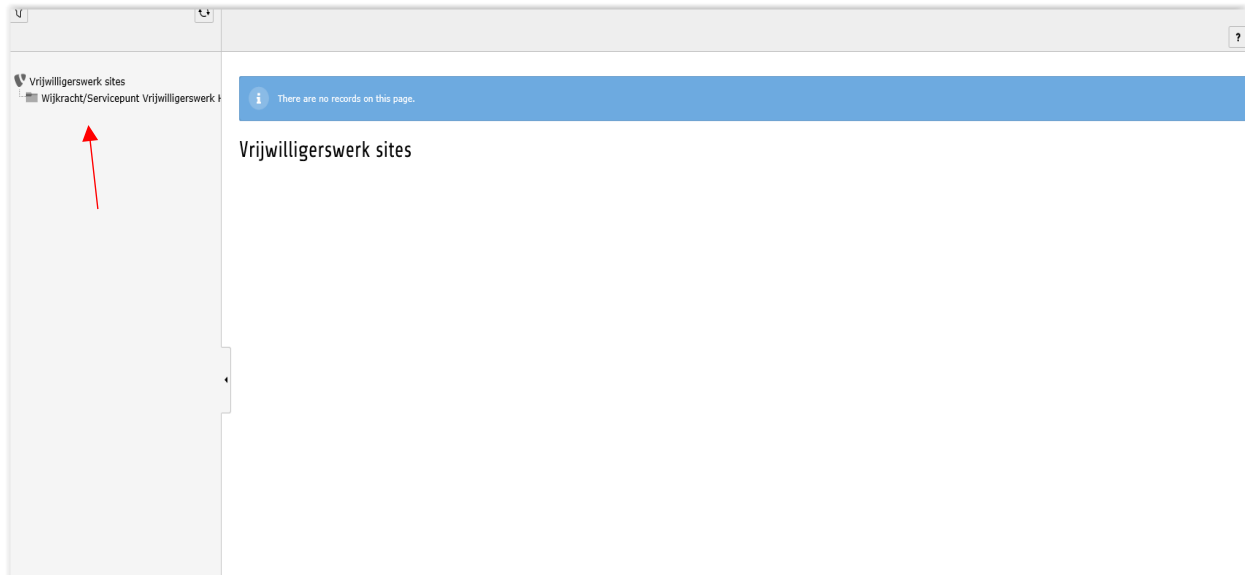 ?
Vrijwilligerswerk sites
Wijkracht/Servicepunt Vrijwilligerswerk
There are no records on this page.
Vrijwilligerswerk sites